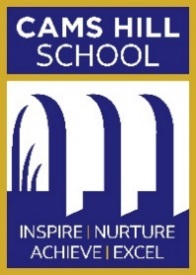 CAMS HILL
SCHOOL
INSPIRE | NURTURE
ACHIEVE | EXCEL